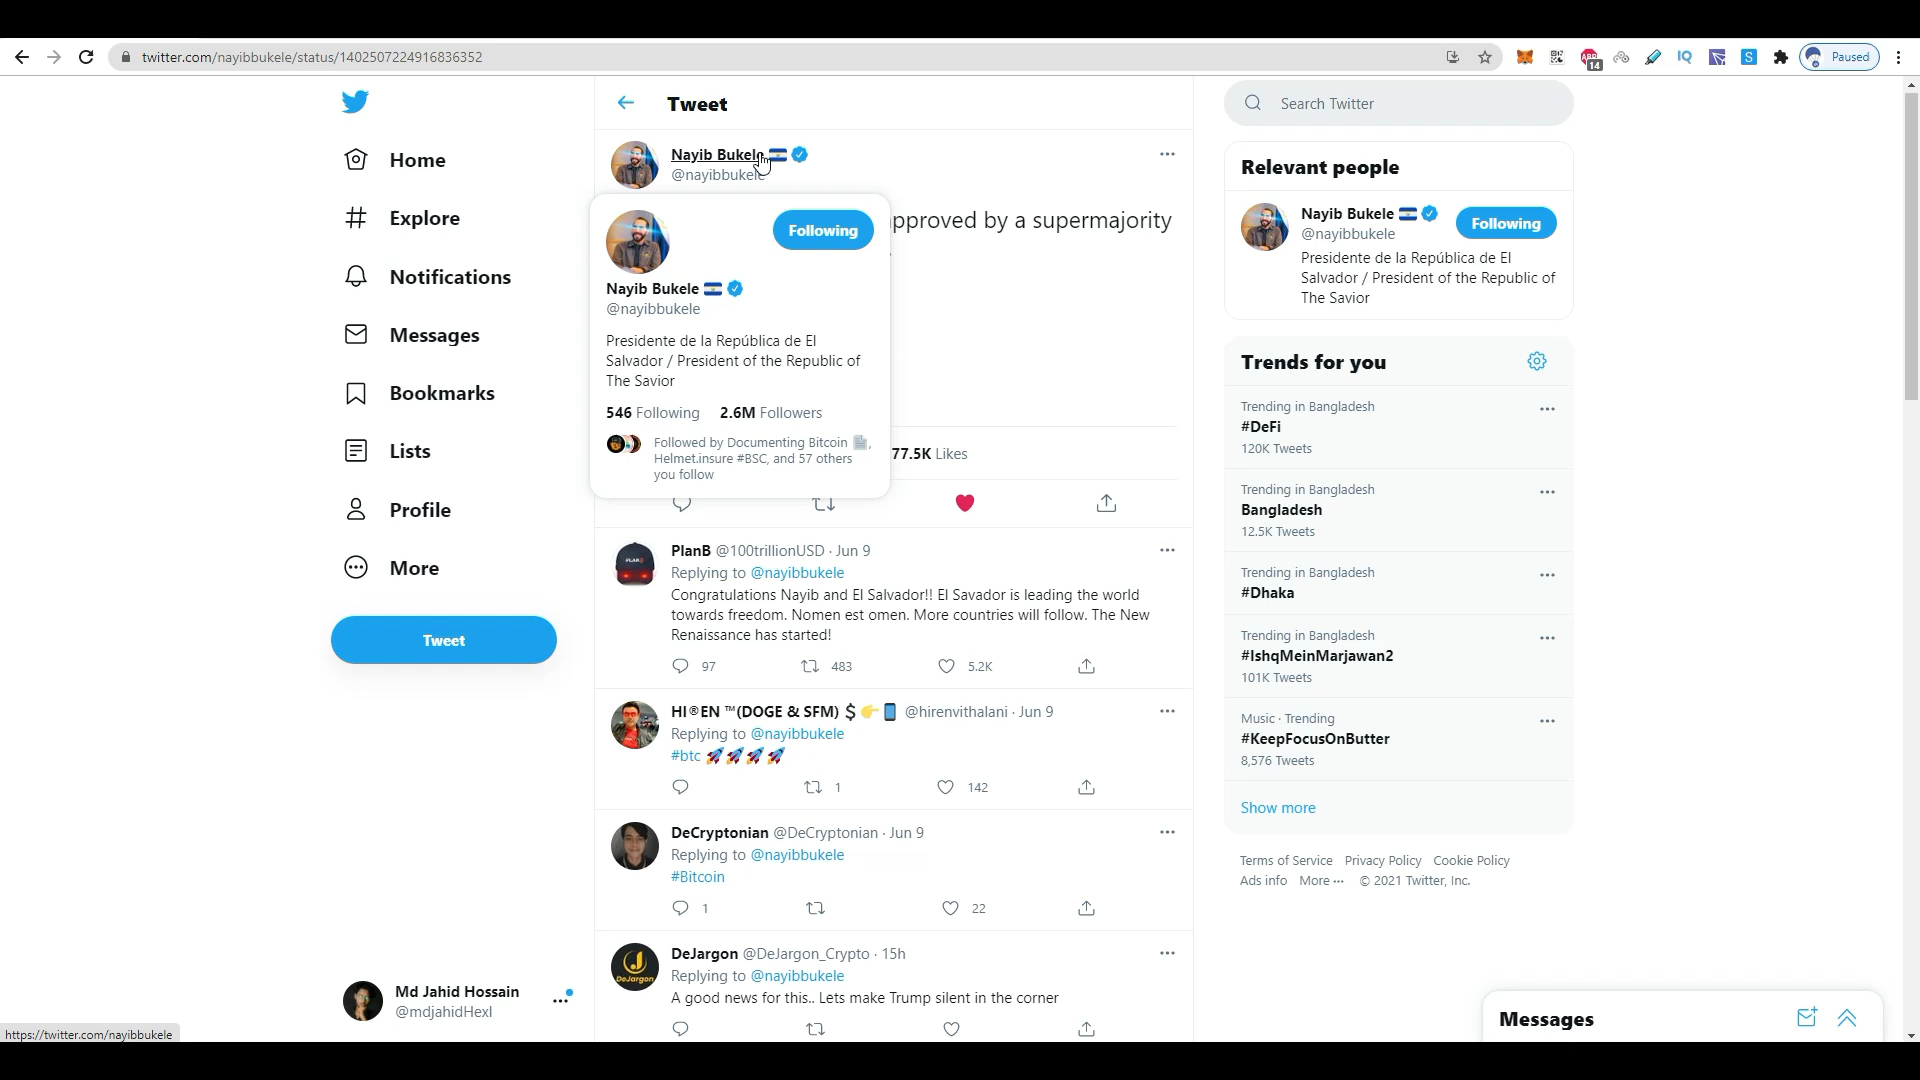 twitter.com/nayibbukele/status/1402507224916836352
14
IQ
S
Paused
Home
Explore
Notifications
Messages
Bookmarks
Lists
Profile
More
Tweet
Md Jahid Hossain
@mdjahidHexl
https://twitter.com/nayibbukele
Tweet
Nayib Bukele
@nayibbukele
approved by a supermajority
Following
Nayib Bukele
@nayibbukele
Presidente de la República de El
Salvador / President of the Republic of
The Savior
546 Following 2.6M Followers
Followed by Documenting Bitcoin,
Helmet.insure #BSC, and 57 others
you follow
77.5K Likes
PlanB @100trillionUSD · Jun 9
Replying to @nayibbukele
Congratulations Nayib and El Salvador!! El Savador is leading the world
towards freedom. Nomen est omen. More countries will follow. The New
Renaissance has started!
97 483 5.2K
HI®EN ™(DOGE & SFM) $👉📱 @hirenvithalani · Jun 9
Replying to @nayibbukele
#btc 🚀🚀🚀🚀
1 142
DeCryptonian @DeCryptonian · Jun 9
Replying to @nayibbukele
#Bitcoin
1 22
DeJargon
DeJargon @DeJargon_Crypto · 15h
Replying to @nayibbukele
A good news for this.. Lets make Trump silent in the corner
Search Twitter
Relevant people
Nayib Bukele
@nayibbukele
Following
Presidente de la República de El
Salvador / President of the Republic of
The Savior
Trends for you
Trending in Bangladesh
#DeFi
120K Tweets
Trending in Bangladesh
Bangladesh
12.5K Tweets
Trending in Bangladesh
#Dhaka
Trending in Bangladesh
#IshqMeinMarjawan2
101K Tweets
Music · Trending
#KeepFocusOnButter
8,576 Tweets
Show more
Terms of Service Privacy Policy Cookie Policy
Ads info More ··· © 2021 Twitter, Inc.
Messages